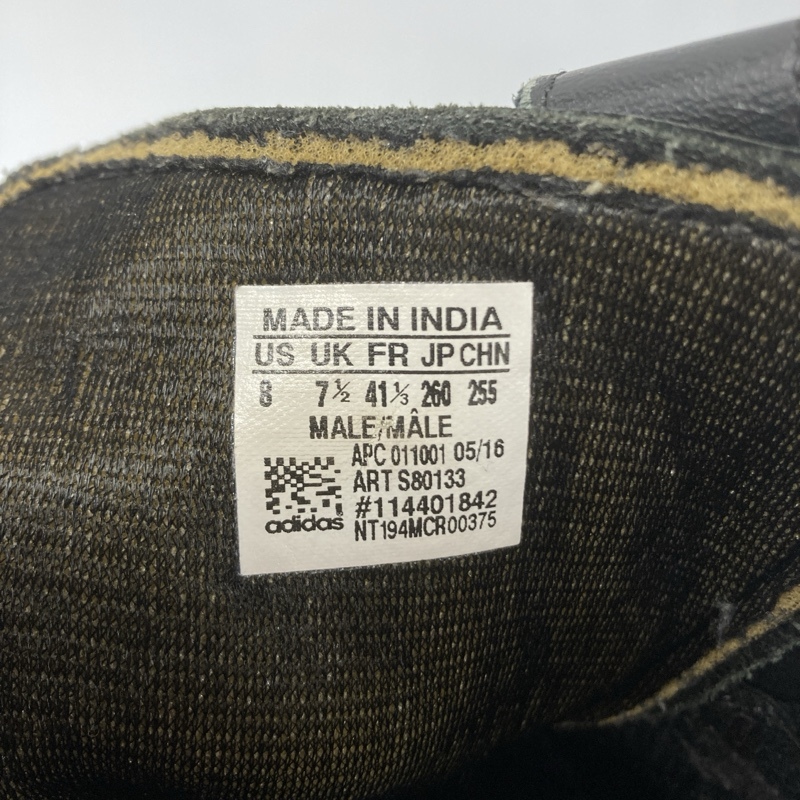 MADE IN INDIA
US UK FR JP CHN
8 7½ 41⅓ 260 255
MALE/MÂLE
APC 011001 05/16
ART S80133
#114401842
adidas
NT194MCR00375